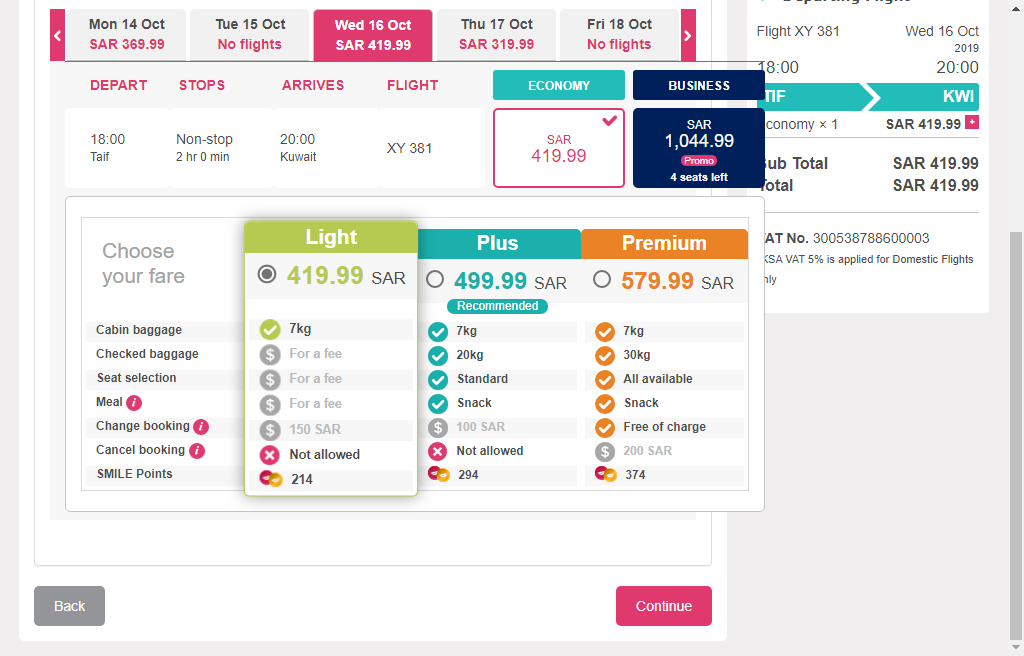 Mon 14 Oct
SAR 369.99
Tue 15 Oct
No flights
Wed 16 Oct
SAR 419.99
Thu 17 Oct
SAR 319.99
Fri 18 Oct
No flights
DEPART STOPS ARRIVES FLIGHT ECONOMY BUSINESS
18:00
Taif
Non-stop
2 hr 0 min
20:00
Kuwait
XY 381
SAR
419.99
SAR
1,044.99
Promo
4 seats left
Choose
your fare
Light
419.99 SAR
Plus
499.99 SAR
Recommended
Premium
579.99 SAR
Cabin baggage 7kg 7kg 7kg
Checked baggage $ For a fee 20kg 30kg
Seat selection $ For a fee Standard All available
Meal i $ For a fee Snack Snack
Change booking i $ 150 SAR $ 100 SAR Free of charge
Cancel booking i Not allowed Not allowed $ 200 SAR
SMILE Points 214 294 374
Back
Continue
Flight XY 381 Wed 16 Oct
2019
18:00 20:00
TIF KWI
conomy × 1 SAR 419.99 +
ub Total SAR 419.99
otal SAR 419.99
AT No. 300538788600003
KSA VAT 5% is applied for Domestic Flights
nly